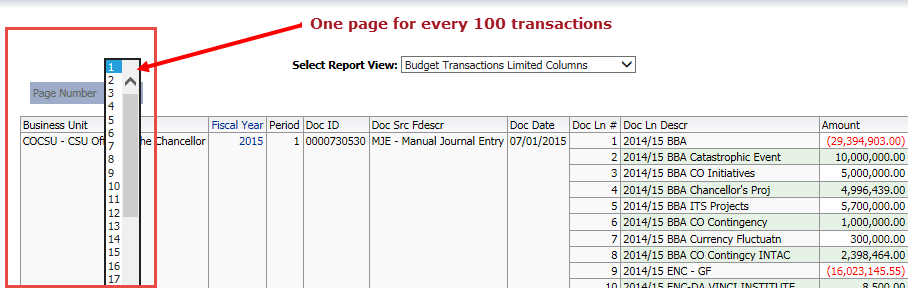 One page for every 100 transactions
Select Report View: Budget Transactions Limited Columns
Page Number
1
2
3
4
5
6
7
8
9
10
11
12
13
14
15
16
17
Business Unit Fiscal Year Period Doc ID Doc Src Fdescr Doc Date Doc Ln # Doc Ln Descr Amount
COCSU - CSU Of he Chancellor 2015 1 0000730530 MJE - Manual Journal Entry 07/01/2015 1 2014/15 BBA (29,394,903.00)
2 2014/15 BBA Catastrophic Event 10,000,000.00
3 2014/15 BBA CO Initiatives 5,000,000.00
4 2014/15 BBA Chancellor's Proj 4,996,439.00
5 2014/15 BBA ITS Projects 5,700,000.00
6 2014/15 BBA CO Contingency 1,000,000.00
7 2014/15 BBA Currency Fluctuatn 300,000.00
8 2014/15 BBA CO Contingcy INTAC 2,398,464.00
9 2014/15 ENC - GF (16,023,145.55)
10 2014/15 ENC-DA VINCI INSTITUTE 8,500.00